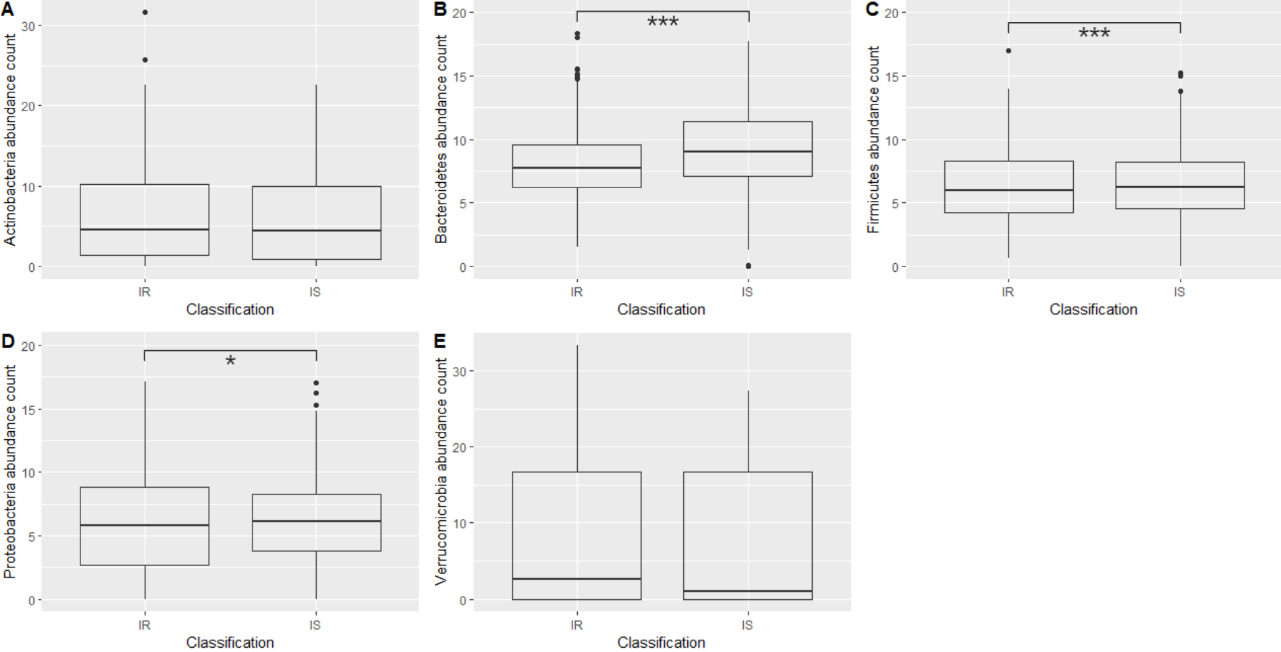 A
Actinobacteria abundance count
30
20
10
0
IR IS
Classification
B
Bacteroidetes abundance count
20
***
15
10
5
0
IR IS
Classification
C
Firmicutes abundance count
20
***
15
10
5
0
IR IS
Classification
D
Proteobacteria abundance count
20
*
15
10
5
0
IR IS
Classification
E
Verrucomicrobia abundance count
30
20
10
0
IR IS
Classification